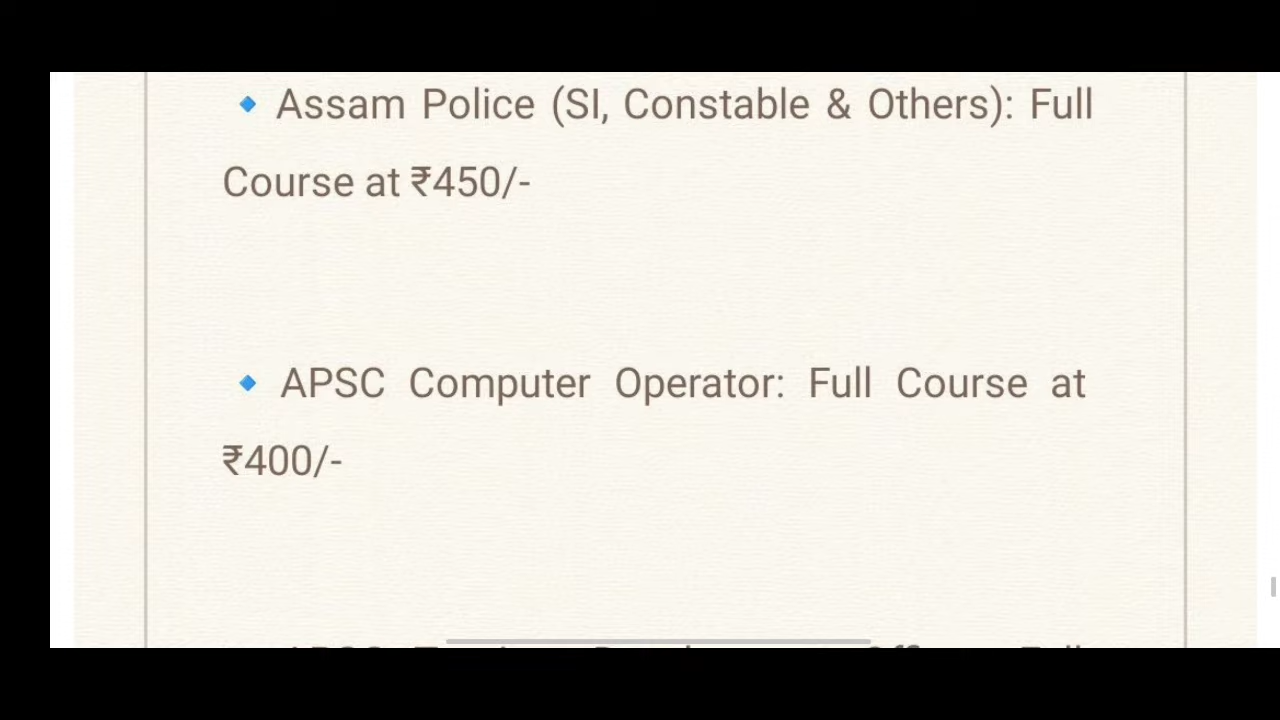 🔹 Assam Police (SI, Constable & Others): Full
Course at ₹450/-
🔹 APSC Computer Operator: Full Course at
₹400/-